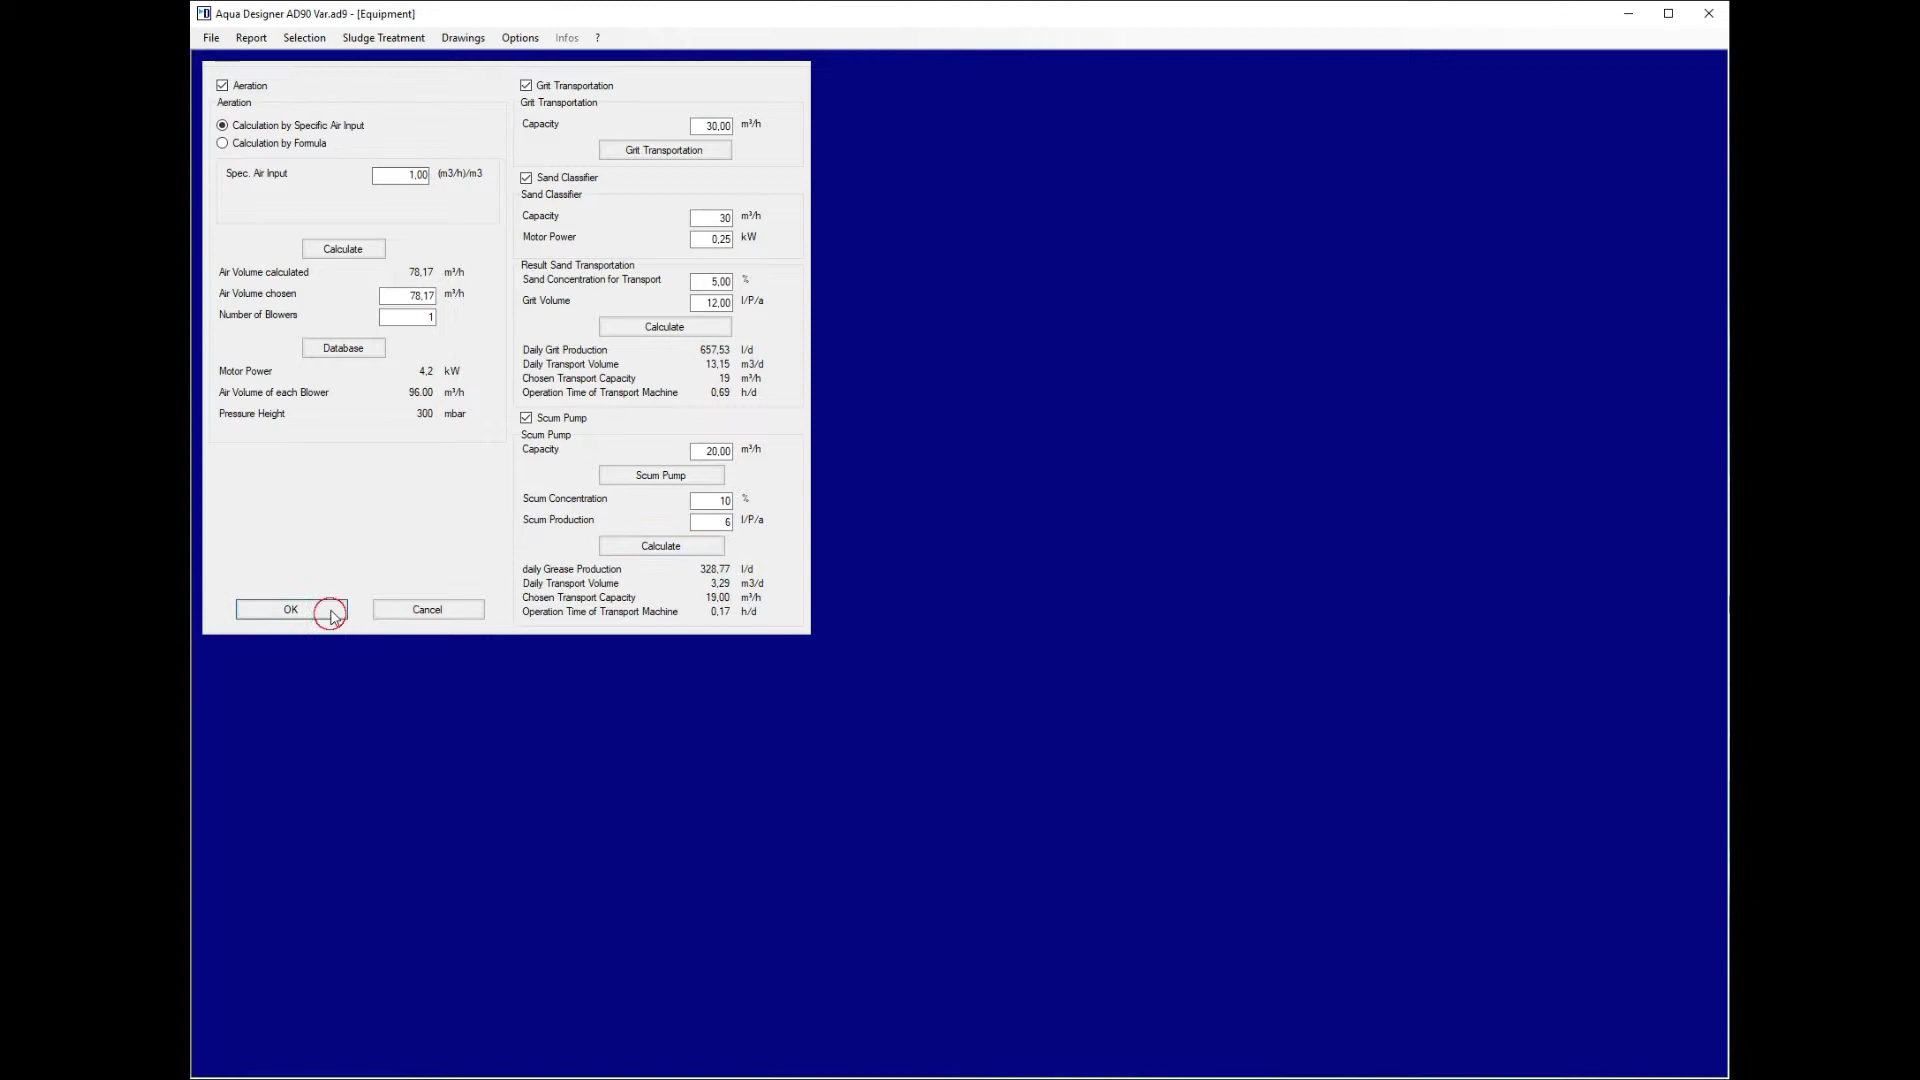 Aqua Designer AD90 Var.ad9 - [Equipment]
File Report Selection Sludge Treatment Drawings Options Infos ?
Aeration
Aeration
Calculation by Specific Air Input
Calculation by Formula
Spec. Air Input 1,00 (m3/h)/m3
Calculate
Air Volume calculated 78,17 m³/h
Air Volume chosen 78,17 m³/h
Number of Blowers 1
Database
Motor Power 4,2 kW
Air Volume of each Blower 96.00 m³/h
Pressure Height 300 mbar
OK Cancel
Grit Transportation
Grit Transportation
Capacity 30,00 m³/h
Grit Transportation
Sand Classifier
Sand Classifier
Capacity 30 m³/h
Motor Power 0,25 kW
Result Sand Transportation
Sand Concentration for Transport 5,00 %
Grit Volume 12,00 l/P/a
Calculate
Daily Grit Production 657,53 l/d
Daily Transport Volume 13,15 m3/d
Chosen Transport Capacity 19 m³/h
Operation Time of Transport Machine 0,69 h/d
Scum Pump
Scum Pump
Capacity 20,00 m³/h
Scum Pump
Scum Concentration 10 %
Scum Production 6 l/P/a
Calculate
daily Grease Production 328,77 l/d
Daily Transport Volume 3,29 m3/d
Chosen Transport Capacity 19,00 m³/h
Operation Time of Transport Machine 0,17 h/d